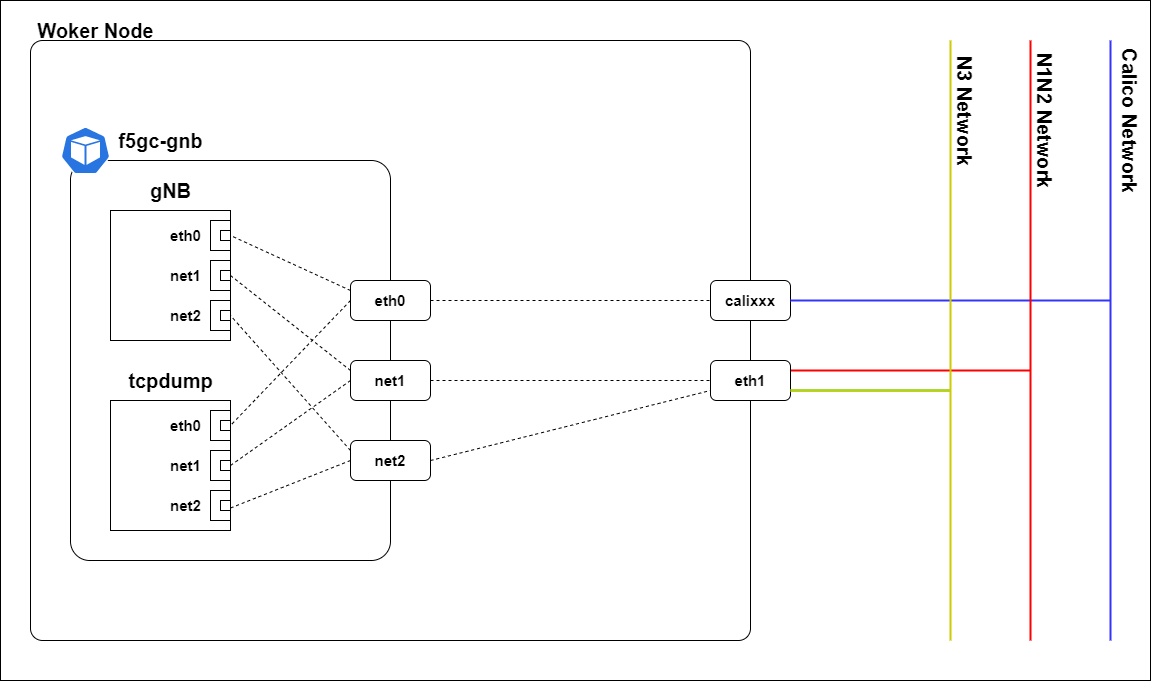 Woker Node
f5gc-gnb
gNB
eth0
net1
net2
tcpdump
eth0
net1
net2
eth0
net1
net2
calixxx
eth1
N3 Network
N1N2 Network
Calico Network